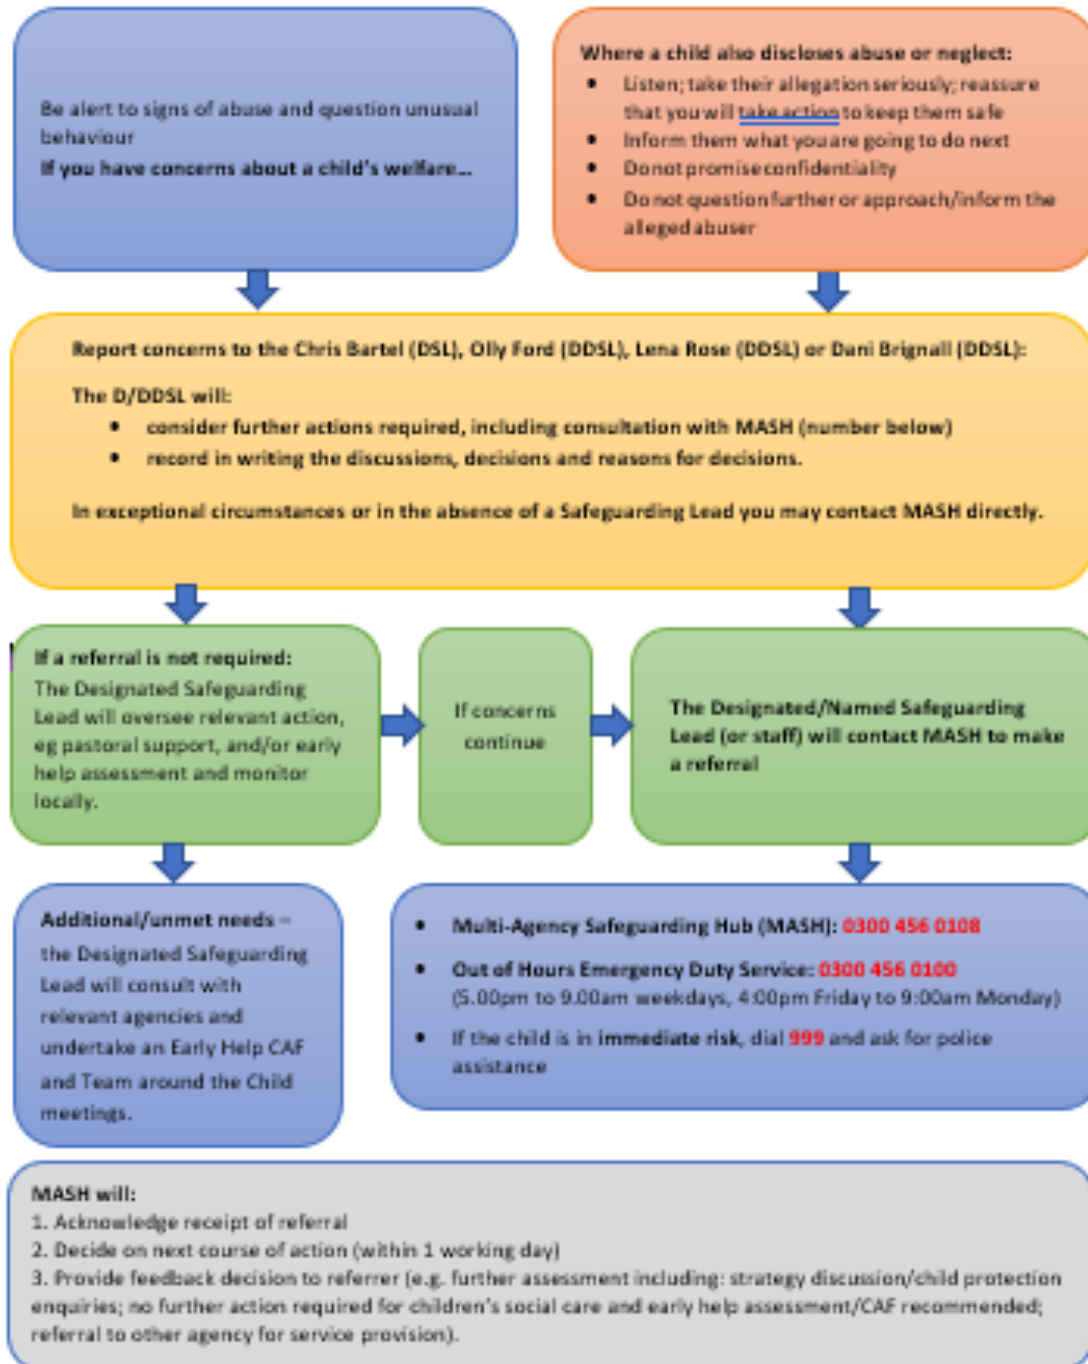 Be alert to signs of abuse and question unusual
behaviour
If you have concerns about a child's welfare...
Where a child also discloses abuse or neglect:
• Listen; take their allegation seriously; reassure
that you will take action to keep them safe
• Inform them what you are going to do next
• Do not promise confidentiality
• Do not question further or approach/inform the
alleged abuser
Report concerns to the Chris Bartel (DSL), Olly Ford (DDSL), Lena Rose (DDSL) or Dani Brignall (DDSL):
The D/DDSL will:
• consider further actions required, including consultation with MASH (number below)
• record in writing the discussions, decisions and reasons for decisions.
In exceptional circumstances or in the absence of a Safeguarding Lead you may contact MASH directly.
If a referral is not required:
The Designated Safeguarding
Lead will oversee relevant action,
eg pastoral support, and/or early
help assessment and monitor
locally.
If concerns
continue
The Designated/Named Safeguarding
Lead (or staff) will contact MASH to make
a referral
Additional/unmet needs –
the Designated Safeguarding
Lead will consult with
relevant agencies and
undertake an Early Help CAF
and Team around the Child
meetings.
• Multi-Agency Safeguarding Hub (MASH): 0300 456 0108
• Out of Hours Emergency Duty Service: 0300 456 0100
(5.00pm to 9.00am weekdays, 4:00pm Friday to 9:00am Monday)
• If the child is in immediate risk, dial 999 and ask for police
assistance
MASH will:
1. Acknowledge receipt of referral
2. Decide on next course of action (within 1 working day)
3. Provide feedback decision to referrer (e.g. further assessment including: strategy discussion/child protection
enquiries; no further action required for children's social care and early help assessment/CAF recommended;
referral to other agency for service provision).